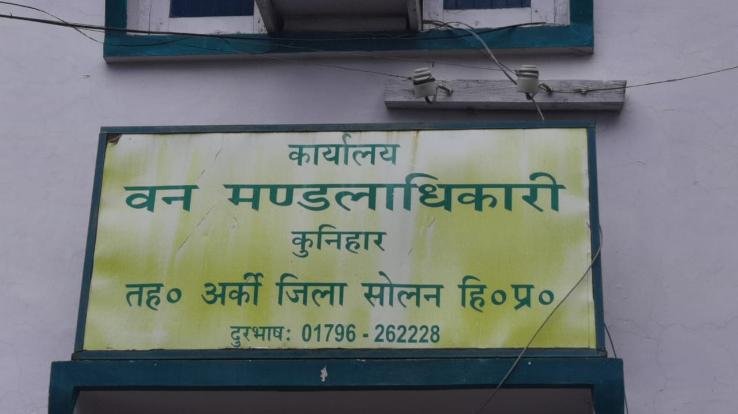 कार्यालय
वन मण्डलाधिकारी
कुनिहार
तह० अर्की जिला सोलन हि०प्र०
दुरभाषः 01796 - 262228